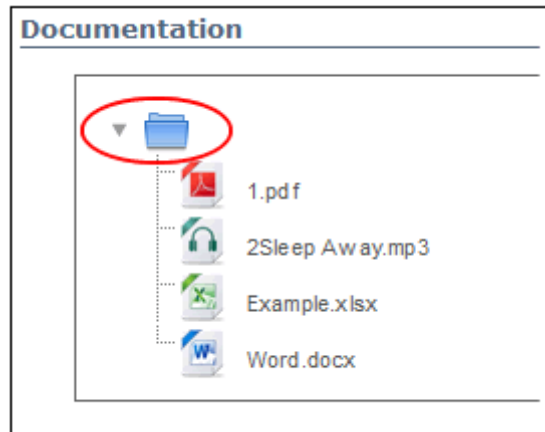 Documentation
1.pdf
2Sleep Away.mp3
Example.xlsx
Word.docx